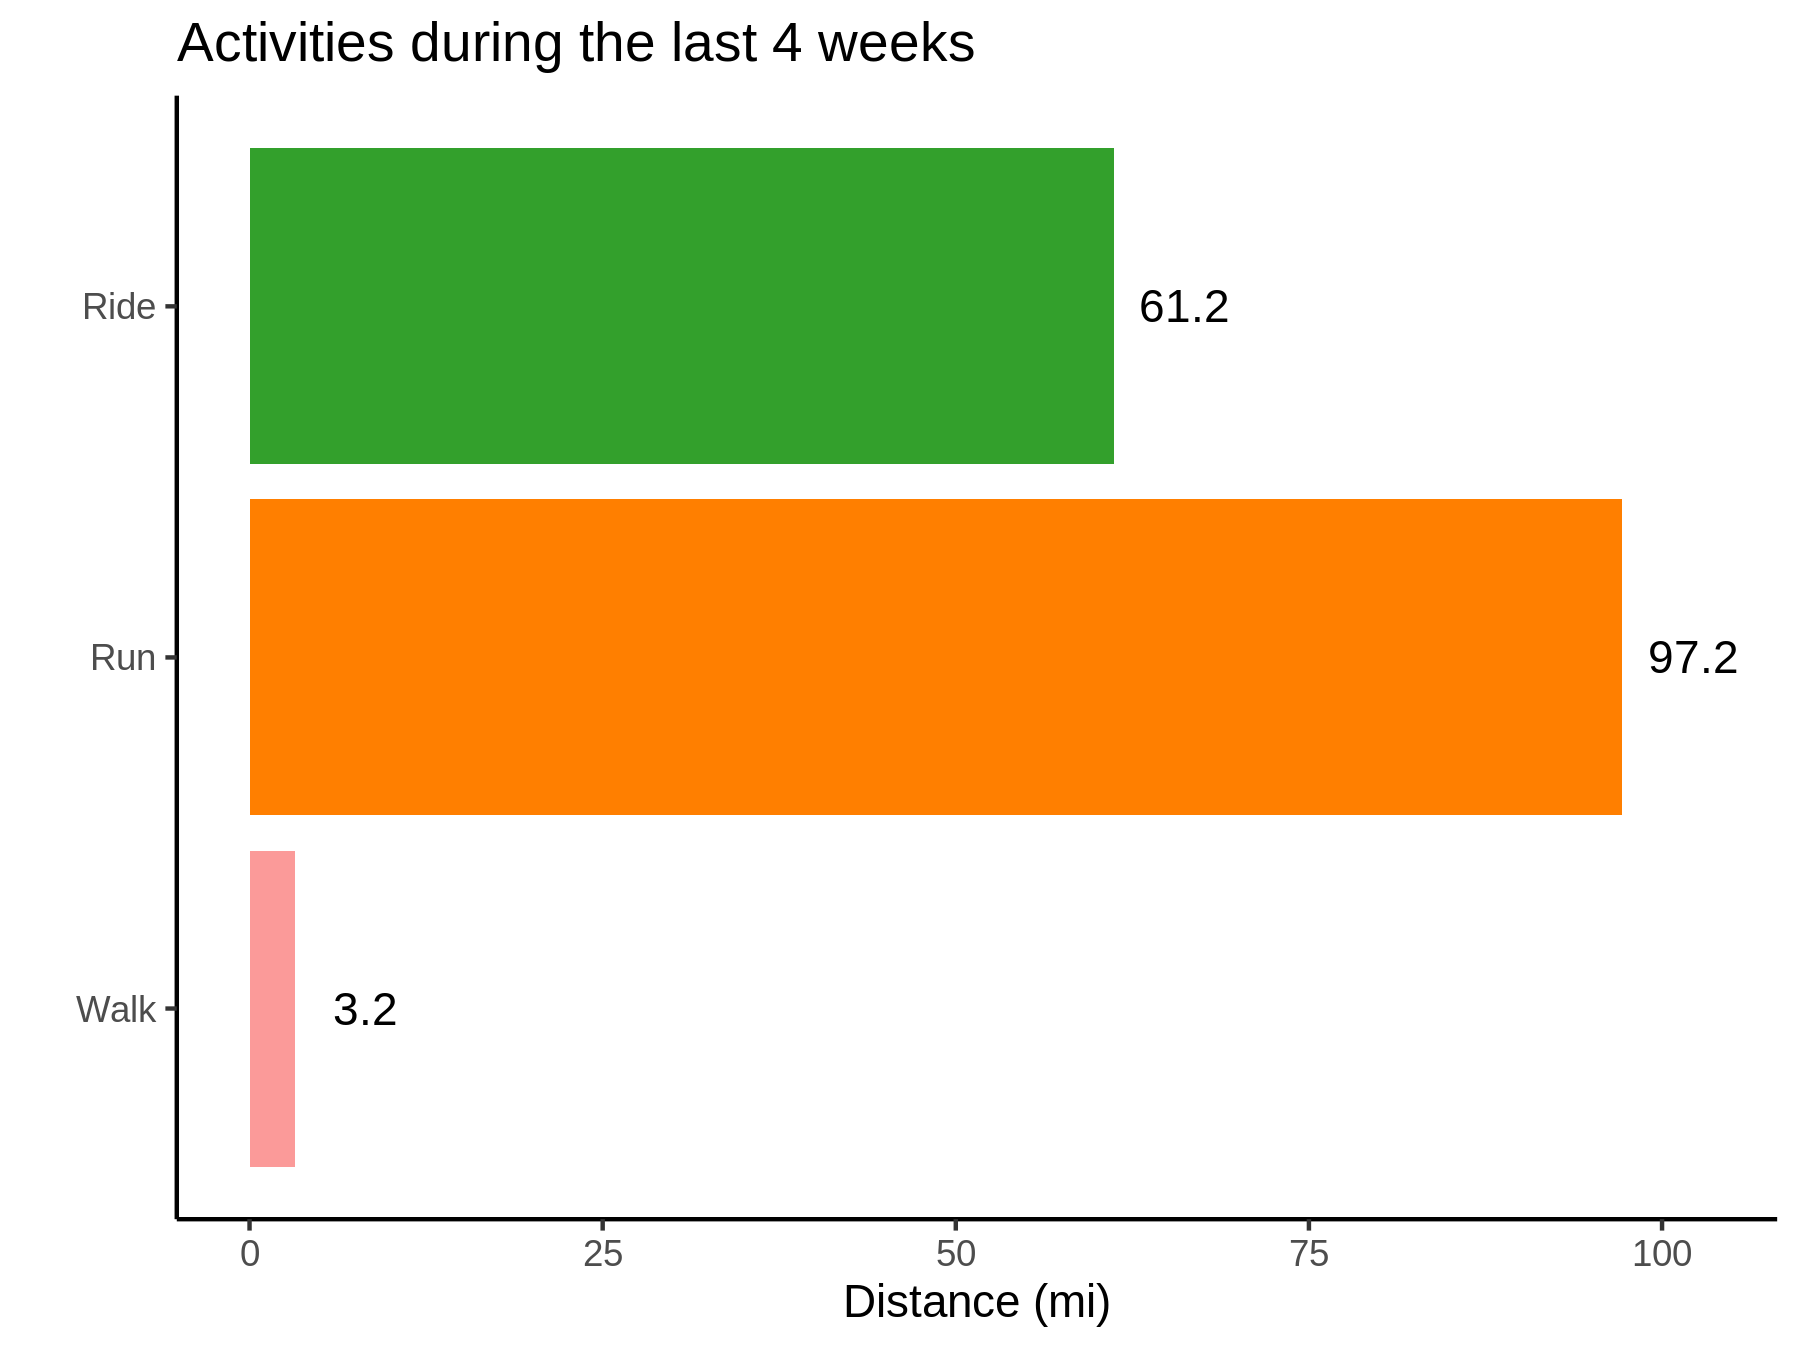 Activities during the last 4 weeks
Ride
61.2
Run
97.2
Walk
3.2
0 25 50 75 100
Distance (mi)